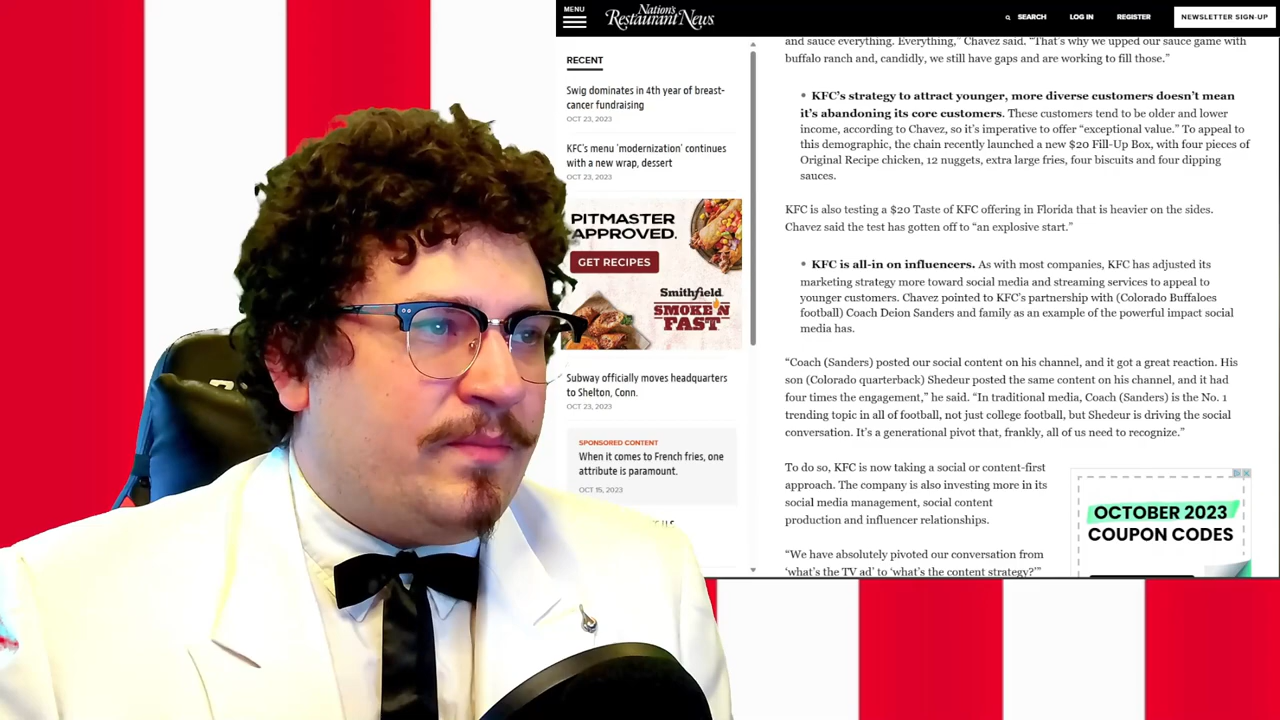 MENU
Nation's
Restaurant News
SEARCH
LOG IN
REGISTER
NEWSLETTER SIGN-UP
RECENT
Swig dominates in 4th year of breast-
cancer fundraising
OCT 23, 2023
KFC's menu 'modernization' continues
with a new wrap, dessert
OCT 23, 2023
PITMASTER
APPROVED.
GET RECIPES
Smithfield
SMOKE'N
FAST
Subway officially moves headquarters
to Shelton, Conn.
OCT 23, 2023
SPONSORED CONTENT
When it comes to French fries, one
attribute is paramount.
OCT 15, 2023
and sauce everything. Everything,” Chavez said. “That’s why we upped our sauce game with
buffalo ranch and, candidly, we still have gaps and are working to fill those.”
• KFC’s strategy to attract younger, more diverse customers doesn’t mean
it’s abandoning its core customers. These customers tend to be older and lower
income, according to Chavez, so it’s imperative to offer “exceptional value.” To appeal to
this demographic, the chain recently launched a new $20 Fill-Up Box, with four pieces of
Original Recipe chicken, 12 nuggets, extra large fries, four biscuits and four dipping
sauces.
KFC is also testing a $20 Taste of KFC offering in Florida that is heavier on the sides.
Chavez said the test has gotten off to “an explosive start.”
• KFC is all-in on influencers. As with most companies, KFC has adjusted its
marketing strategy more toward social media and streaming services to appeal to
younger customers. Chavez pointed to KFC’s partnership with (Colorado Buffaloes
football) Coach Deion Sanders and family as an example of the powerful impact social
media has.
“Coach (Sanders) posted our social content on his channel, and it got a great reaction. His
son (Colorado quarterback) Shedeur posted the same content on his channel, and it had
four times the engagement,” he said. “In traditional media, Coach (Sanders) is the No. 1
trending topic in all of football, not just college football, but Shedeur is driving the social
conversation. It’s a generational pivot that, frankly, all of us need to recognize.”
To do so, KFC is now taking a social or content-first
approach. The company is also investing more in its
social media management, social content
production and influencer relationships.
“We have absolutely pivoted our conversation from
‘what’s the TV ad’ to ‘what’s the content strategy?’”
OCTOBER 2023
COUPON CODES